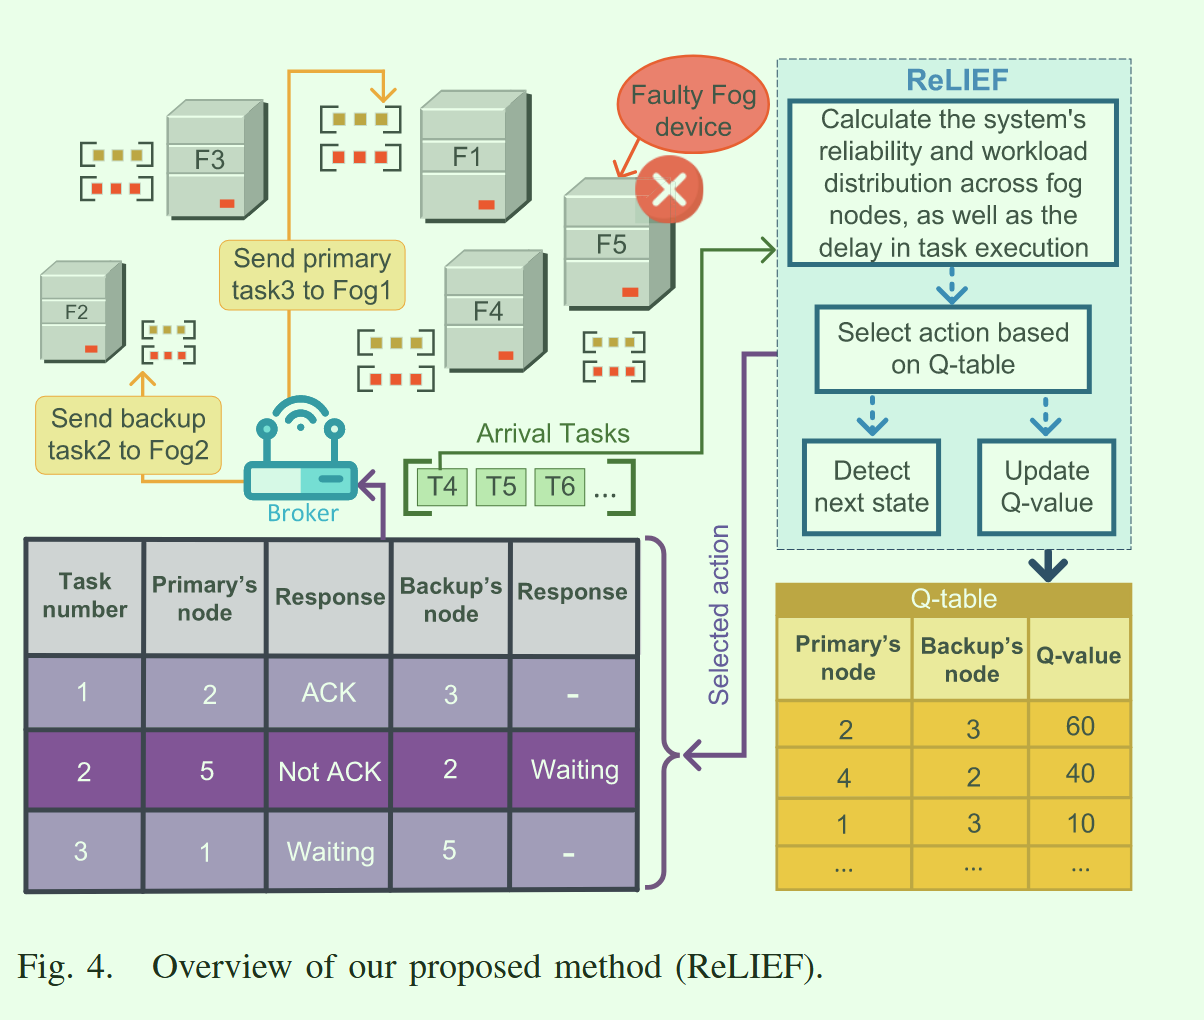 Faulty Fog
device
F3
F1
F5
F2
F4
Send primary
task3 to Fog1
Send backup
task2 to Fog2
Broker
Arrival Tasks
T4 T5 T6 ...
ReLIEF
Calculate the system's
reliability and workload
distribution across fog
nodes, as well as the
delay in task execution
Select action based
on Q-table
Detect
next state
Update
Q-value
Selected action
Task
number
Primary's
node
Response
Backup's
node
Response
1 2 ACK 3 -
2 5 Not ACK 2 Waiting
3 1 Waiting 5 -
Q-table
Primary's
node
Backup's
node
Q-value
2 3 60
4 2 40
1 3 10
... ... ...
Fig. 4. Overview of our proposed method (ReLIEF).